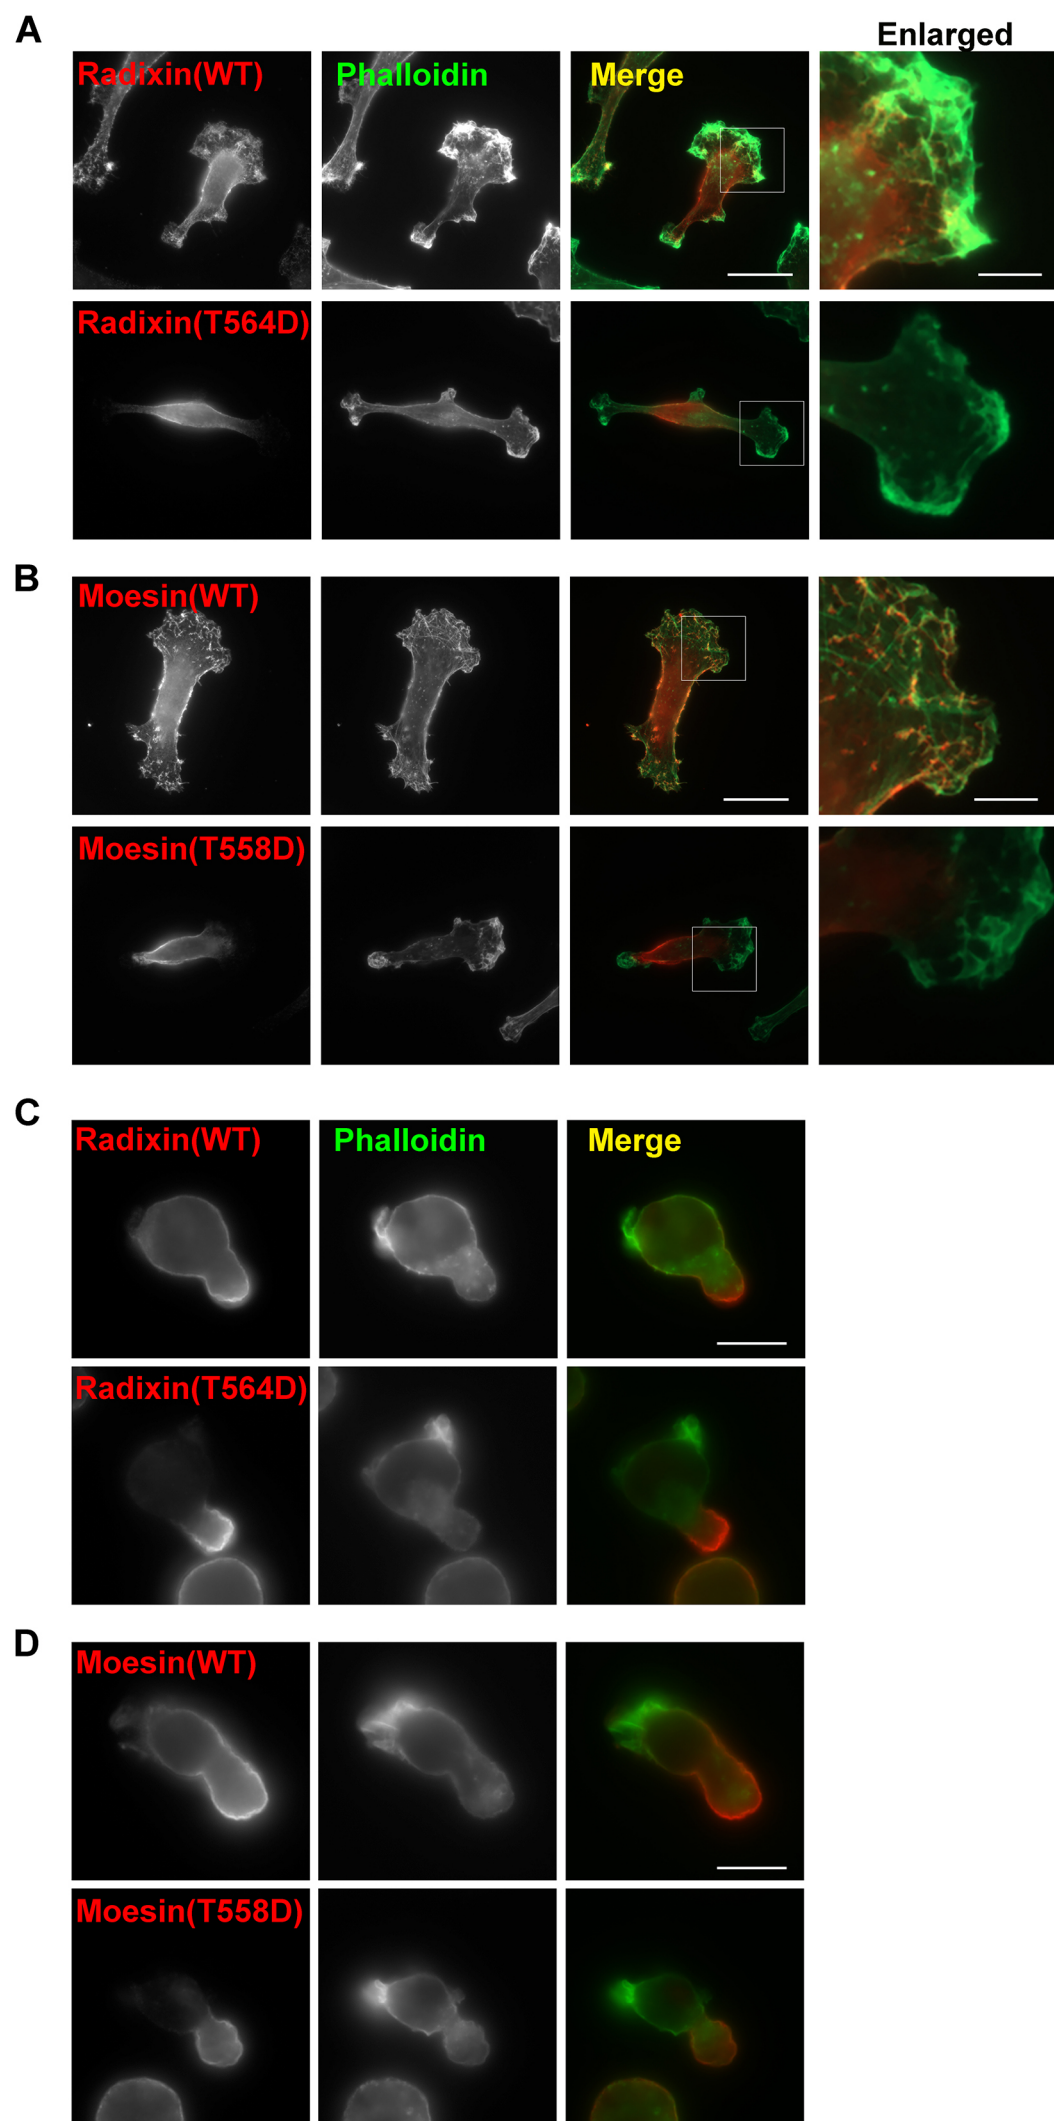 A
Enlarged
Radixin(WT) Phalloidin Merge
Radixin(T564D)
B
Moesin(WT)
Moesin(T558D)
C
Radixin(WT) Phalloidin Merge
Radixin(T564D)
D
Moesin(WT)
Moesin(T558D)